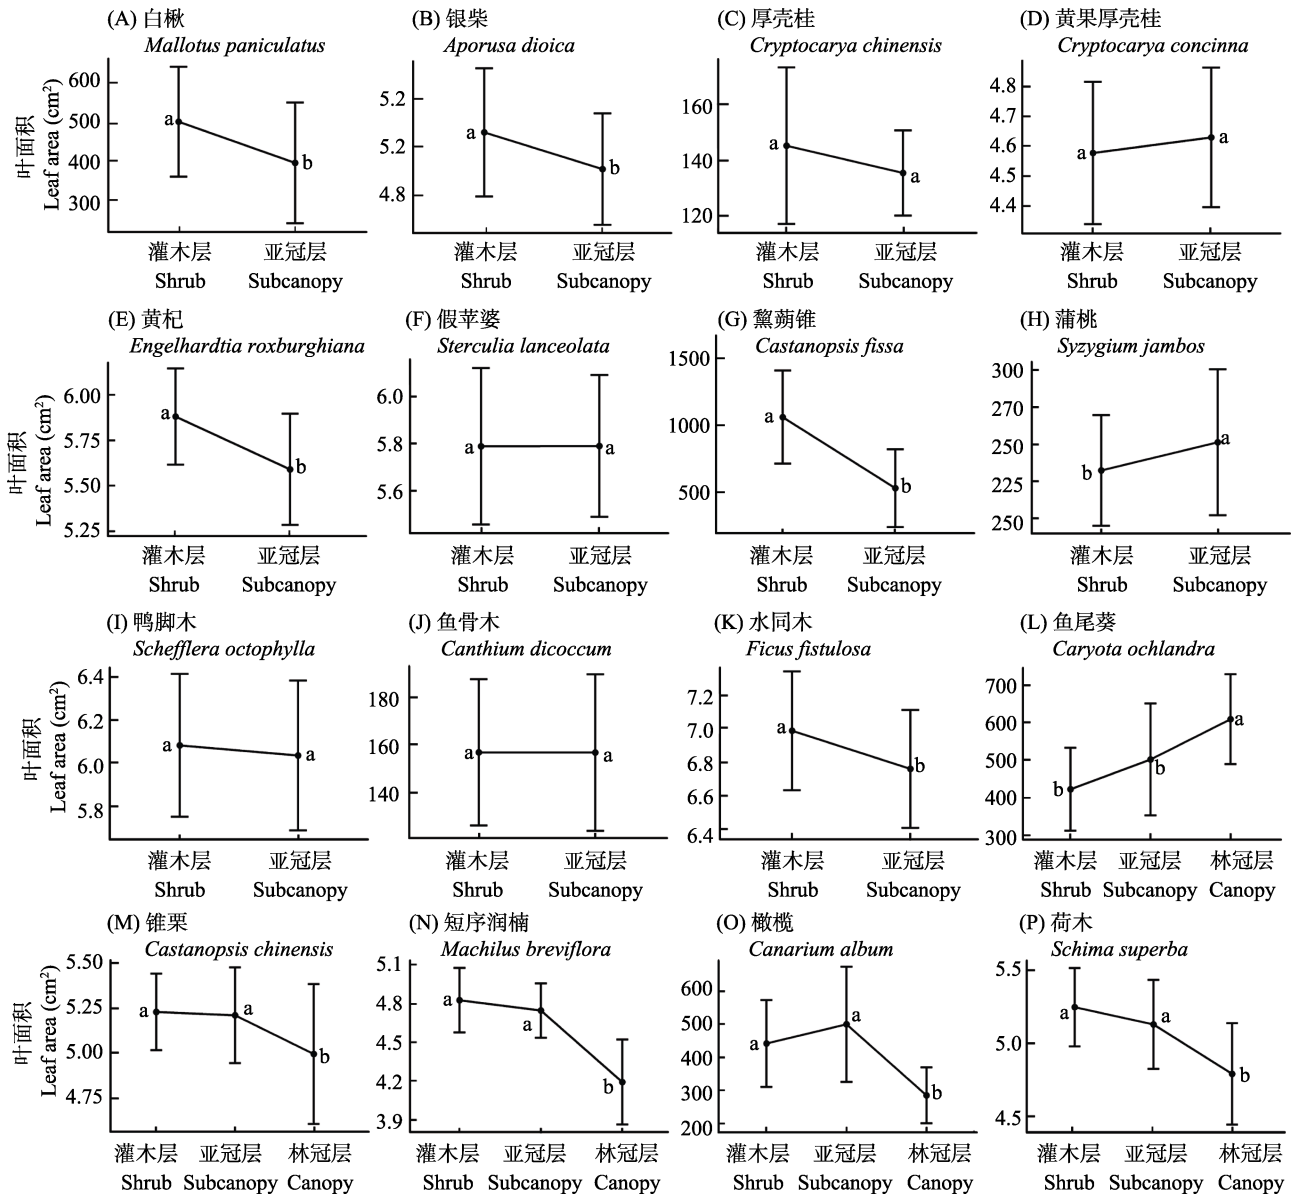 (A) 白楸
Mallotus paniculatus
(B) 银柴
Aporusa dioica
(C) 厚壳桂
Cryptocarya chinensis
(D) 黄果厚壳桂
Cryptocarya concinna
叶面积
Leaf area (cm²)
600
500
400
300
a
b
灌木层
Shrub
亚冠层
Subcanopy
5.2
5.2
4.8
a
b
灌木层
Shrub
亚冠层
Subcanopy
160
140
120
a
a
灌木层
Shrub
亚冠层
Subcanopy
4.8
4.7
4.6
4.5
4.4
a
a
灌木层
Shrub
亚冠层
Subcanopy
(E) 黄杞
Engelhardtia roxburghiana
(F) 假苹婆
Sterculia lanceolata
(G) 黧蒴锥
Castanopsis fissa
(H) 蒲桃
Syzygium jambos
叶面积
Leaf area (cm²)
6.00
5.75
5.50
5.25
a
b
灌木层
Shrub
亚冠层
Subcanopy
6.0
5.8
5.6
a
a
灌木层
Shrub
亚冠层
Subcanopy
1500
1000
500
a
b
灌木层
Shrub
亚冠层
Subcanopy
300
270
250
225
250
b
a
灌木层
Shrub
亚冠层
Subcanopy
(I) 鸭脚木
Schefflera octophylla
(J) 鱼骨木
Canthium dicoccum
(K) 水同木
Ficus fistulosa
(L) 鱼尾葵
Caryota ochlandra
叶面积
Leaf area (cm²)
6.4
6.2
6.0
5.8
a
a
灌木层
Shrub
亚冠层
Subcanopy
180
160
140
a
a
灌木层
Shrub
亚冠层
Subcanopy
7.2
7.0
6.8
6.6
6.4
a
b
灌木层
Shrub
亚冠层
Subcanopy
700
600
500
400
300
b
b
a
灌木层
Shrub
亚冠层
Subcanopy
林冠层
Canopy
(M) 锥栗
Castanopsis chinensis
(N) 短序润楠
Machilus breviflora
(O) 橄榄
Canarium album
(P) 荷木
Schima superba
叶面积
Leaf area (cm²)
5.50
5.25
5.00
4.75
a
a
b
灌木层
Shrub
亚冠层
Subcanopy
林冠层
Canopy
5.1
4.8
4.5
4.2
3.9
a
a
b
灌木层
Shrub
亚冠层
Subcanopy
林冠层
Canopy
600
500
400
300
200
a
a
b
灌木层
Shrub
亚冠层
Subcanopy
林冠层
Canopy
5.5
5.0
4.5
a
a
b
灌木层
Shrub
亚冠层
Subcanopy
林冠层
Canopy